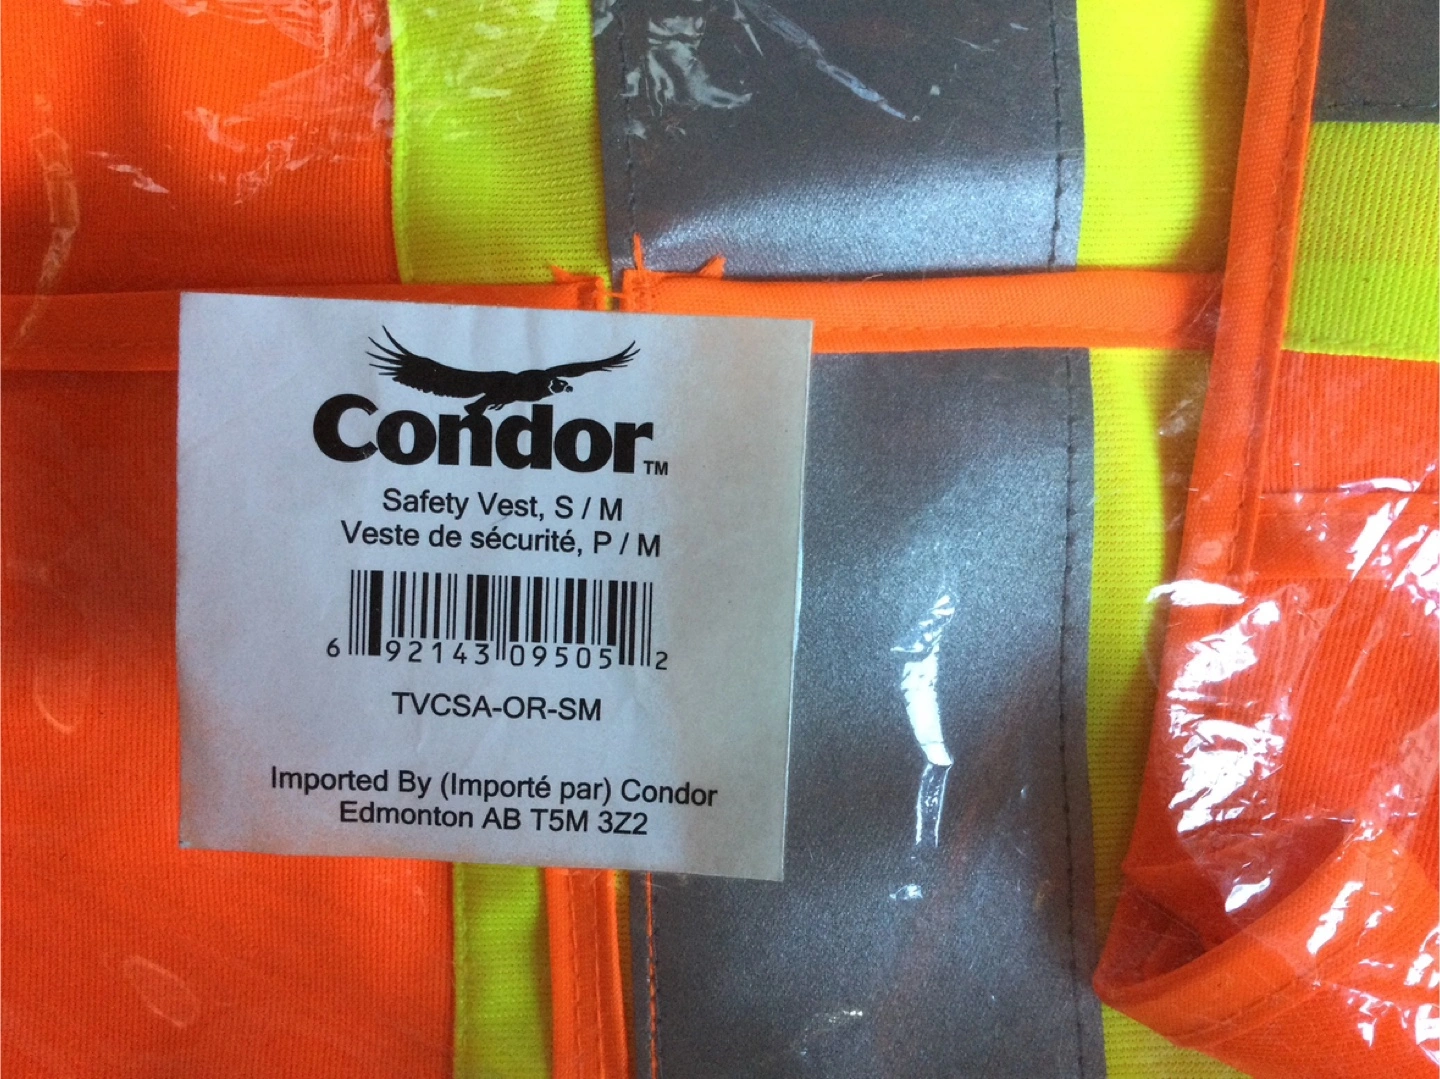 Condor™
Safety Vest, S / M
Veste de sécurité, P / M
6 92143 09505 2
TVCSA-OR-SM
Imported By (Importé par) Condor
Edmonton AB T5M 3Z2